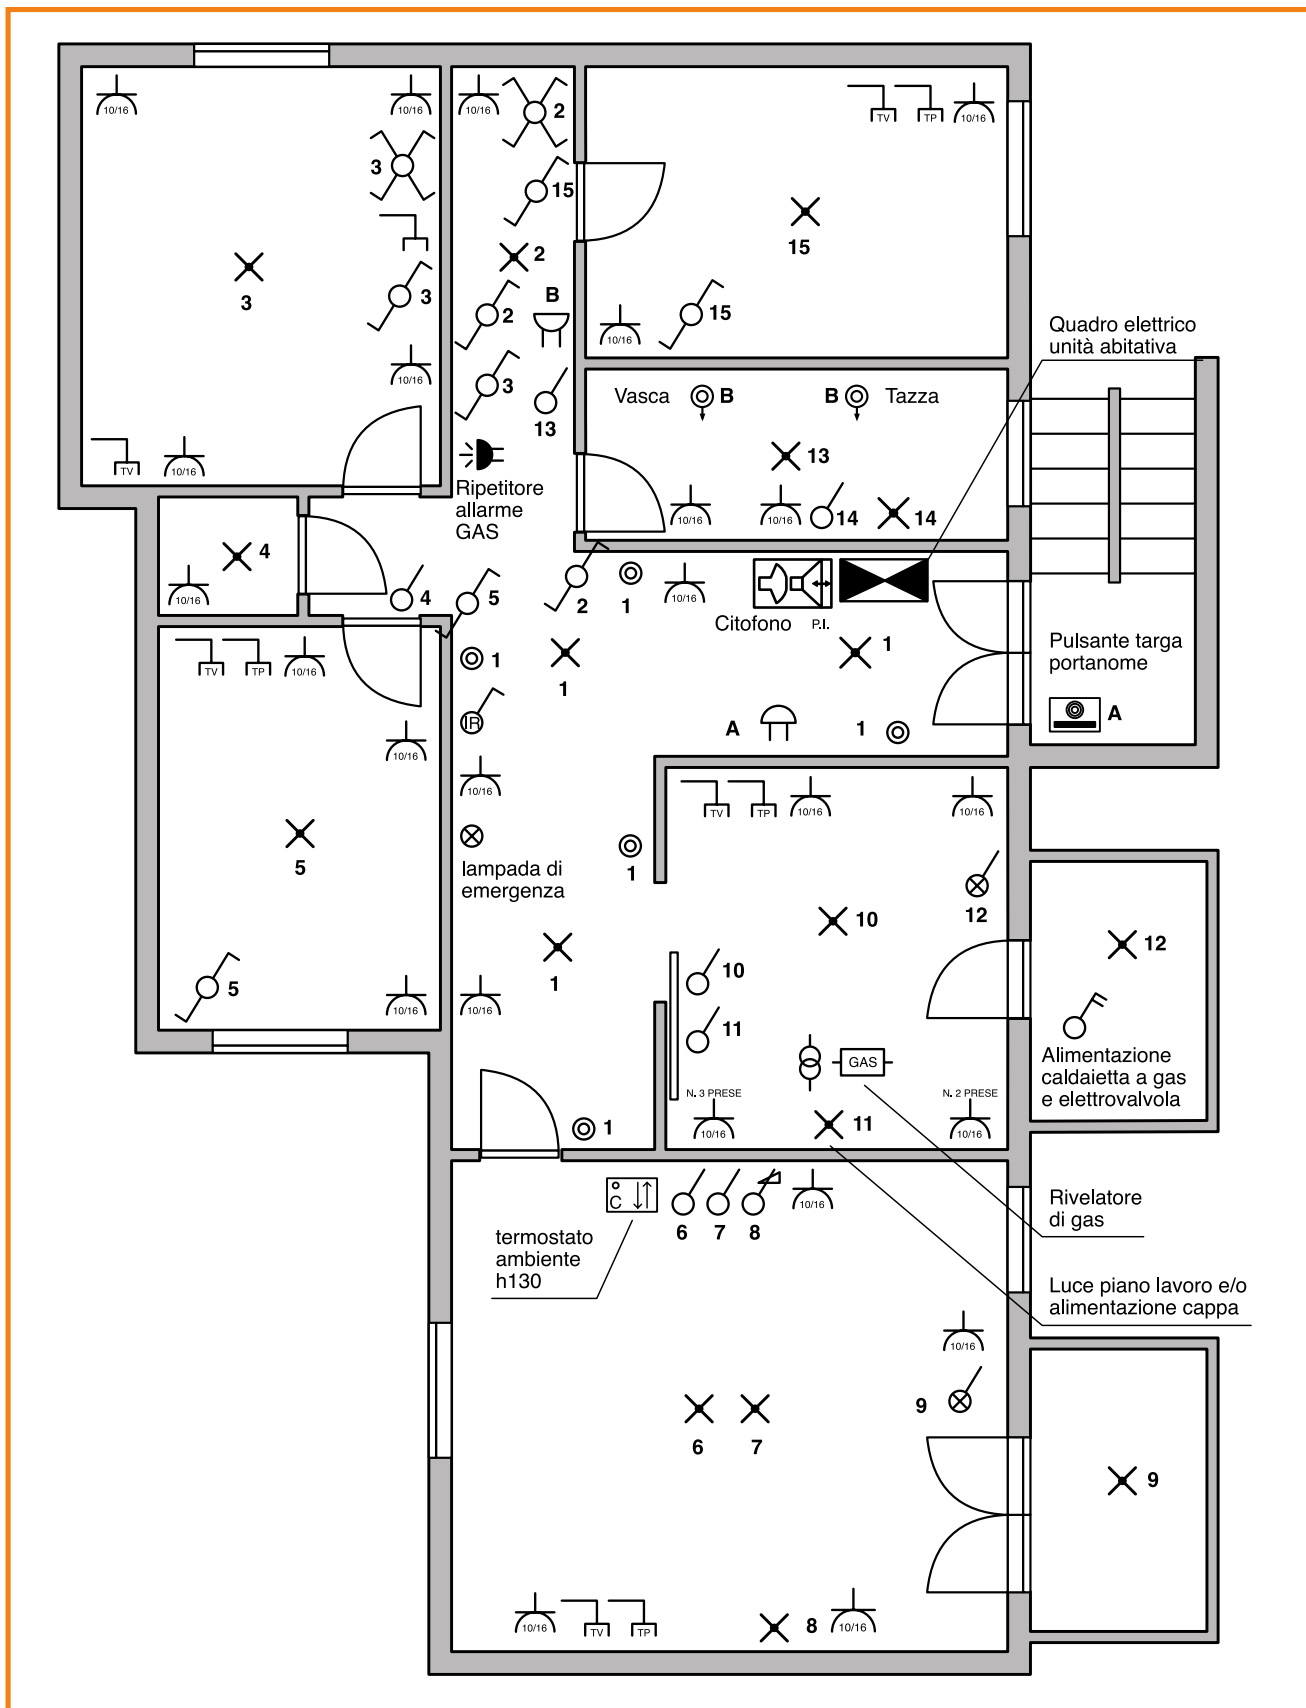 10/16
10/16
10/16
2
TV
TP
10/16
3
15
15
2
3
3
B
2
15
10/16
Quadro elettrico
unità abitativa
10/16
3
13
Vasca
B
B
Tazza
TV
10/16
13
Ripetitore
allarme
GAS
10/16
10/16
14
14
4
10/16
4
5
2
1
10/16
Citofono
P.I.
1
Pulsante targa
portanome
TV
TP
10/16
1
1
A
1
A
10/16
10/16
TV
TP
10/16
10/16
5
lampada di
emergenza
1
12
10
12
5
1
10
10/16
10/16
11
GAS
Alimentazione
caldaietta a gas
e elettrovalvola
N. 3 PRESE
10/16
N. 2 PRESE
10/16
1
11
°C
10/16
6
7
8
Rivelatore
di gas
termostato
ambiente
h130
Luce piano lavoro e/o
alimentazione cappa
10/16
9
6
7
9
10/16
TV
TP
8
10/16
IR